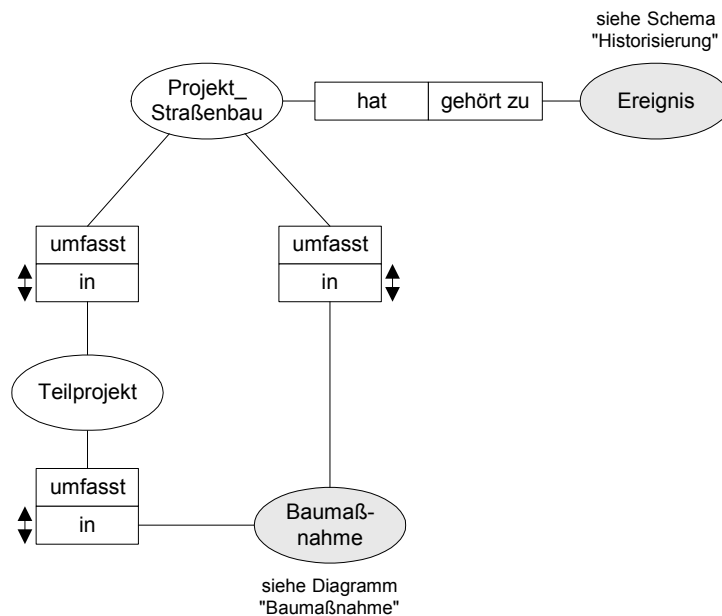 siehe Schema
"Historisierung"
Projekt_
Straßenbau
hat
gehört zu
Ereignis
umfasst
in
umfasst
in
Teilprojekt
umfasst
in
Baumaß-
nahme
siehe Diagramm
"Baumaßnahme"